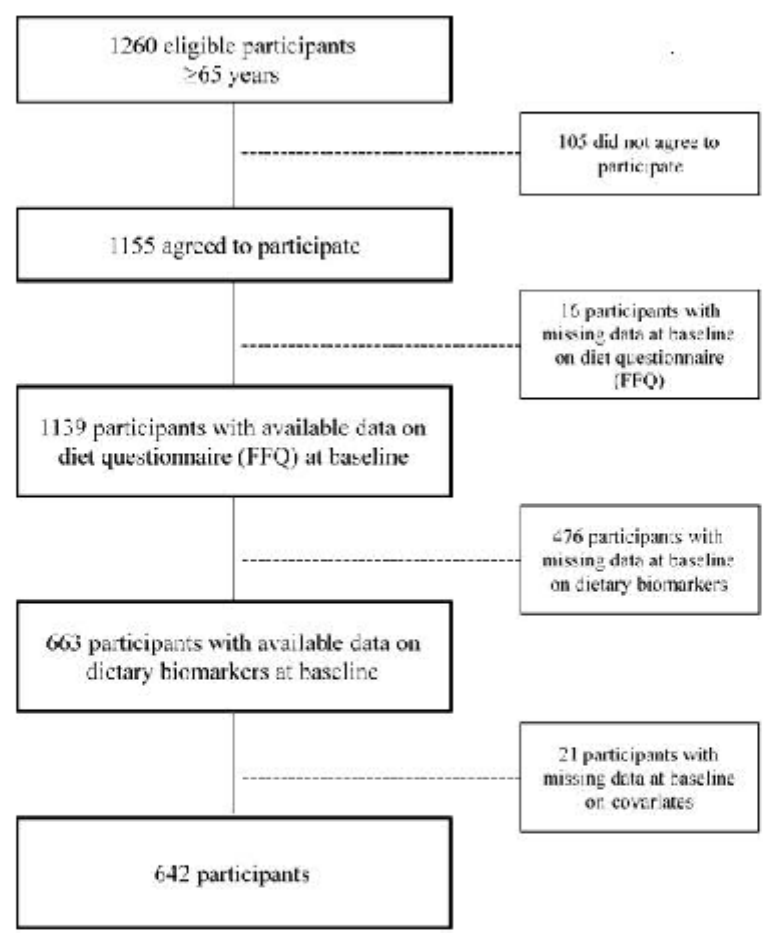 1260 eligible participants
≥65 years
105 did not agree to
participate
1155 agreed to participate
16 participants with
missing data at baseline
on diet questionnaire
(FFQ)
1139 participants with available data on
diet questionnaire (FFQ) at baseline
476 participants with
missing data at baseline
on dietary biomarkers
663 participants with available data on
dietary biomarkers at baseline
21 participants with
missing data at baseline
on covariates
642 participants